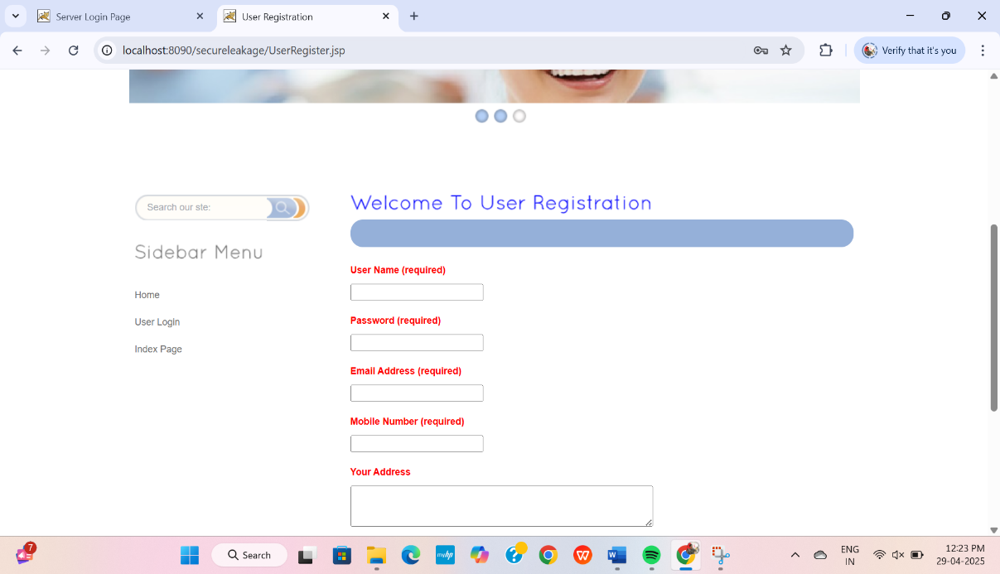 Server Login Page
User Registration
localhost:8090/secureleakage/UserRegister.jsp
Verify that it's you
Search our ste:
Welcome To User Registration
Sidebar Menu
Home
User Login
Index Page
User Name (required)
Password (required)
Email Address (required)
Mobile Number (required)
Your Address
7
Search
myhp
W
W
ENG
IN
12:23 PM
29-04-2025